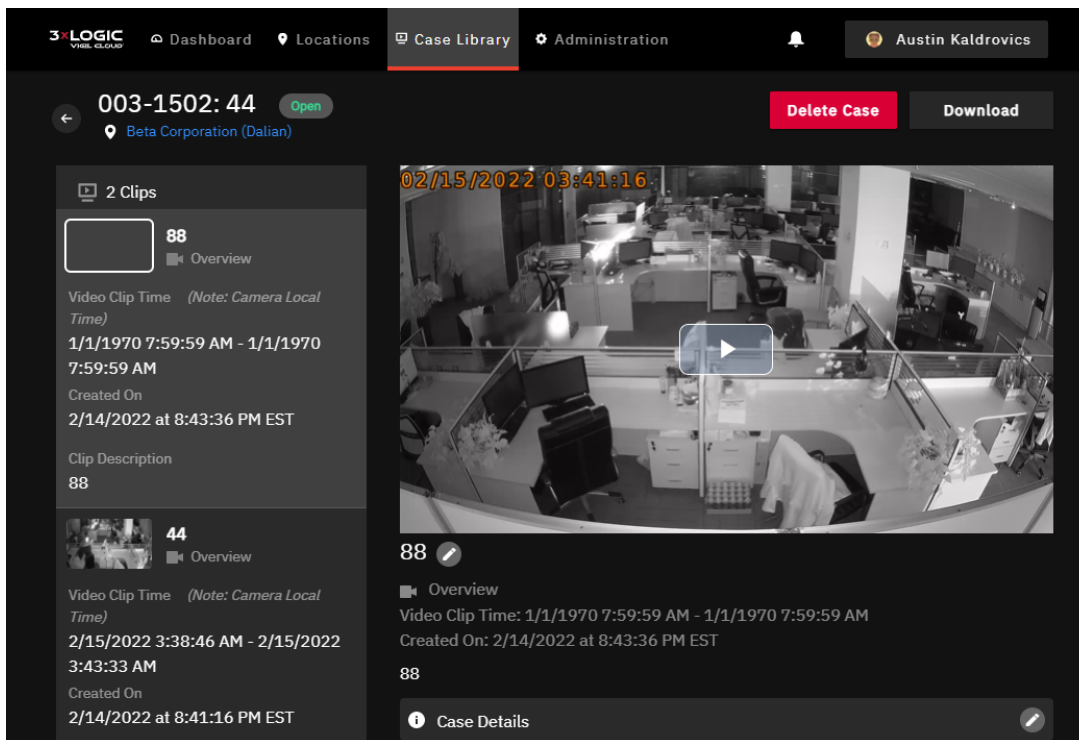 3xLOGIC
VIGIL CLOUD
Dashboard
Locations
Case Library
Administration
Austin Kaldrovics
003-1502: 44
Open
Beta Corporation (Dalian)
Delete Case
Download
2 Clips
88
Overview
Video Clip Time (Note: Camera Local
Time)
1/1/1970 7:59:59 AM - 1/1/1970
7:59:59 AM
Created On
2/14/2022 at 8:43:36 PM EST
Clip Description
88
44
Overview
Video Clip Time (Note: Camera Local
Time)
2/15/2022 3:38:46 AM - 2/15/2022
3:43:33 AM
Created On
2/14/2022 at 8:41:16 PM EST
02/15/2022 03:41:16
88
Overview
Video Clip Time: 1/1/1970 7:59:59 AM - 1/1/1970 7:59:59 AM
Created On: 2/14/2022 at 8:43:36 PM EST
88
Case Details